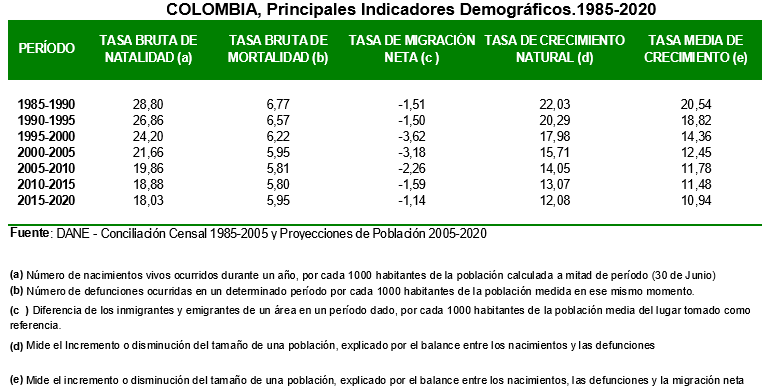 COLOMBIA, Principales Indicadores Demográficos.1985-2020
PERÍODO TASA BRUTA DE NATALIDAD (a) TASA BRUTA DE MORTALIDAD (b) TASA DE MIGRACIÓN NETA (c ) TASA DE CRECIMIENTO NATURAL (d) TASA MEDIA DE CRECIMIENTO (e)
1985-1990 28,80 6,77 -1,51 22,03 20,54
1990-1995 26,86 6,57 -1,50 20,29 18,82
1995-2000 24,20 6,22 -3,62 17,98 14,36
2000-2005 21,66 5,95 -3,18 15,71 12,45
2005-2010 19,86 5,81 -2,26 14,05 11,78
2010-2015 18,88 5,80 -1,59 13,07 11,48
2015-2020 18,03 5,95 -1,14 12,08 10,94
Fuente: DANE - Conciliación Censal 1985-2005 y Proyecciones de Población 2005-2020
(a) Número de nacimientos vivos ocurridos durante un año, por cada 1000 habitantes de la población calculada a mitad de período (30 de Junio)
(b) Número de defunciones ocurridas en un determinado período por cada 1000 habitantes de la población medida en ese mismo momento.
(c ) Diferencia de los inmigrantes y emigrantes de un área en un período dado, por cada 1000 habitantes de la población media del lugar tomado como
referencia.
(d) Mide el Incremento o disminución del tamaño de una población, explicado por el balance entre los nacimientos y las defunciones
(e) Mide el incremento o disminución del tamaño de una población, explicado por el balance entre los nacimientos, las defunciones y la migración neta